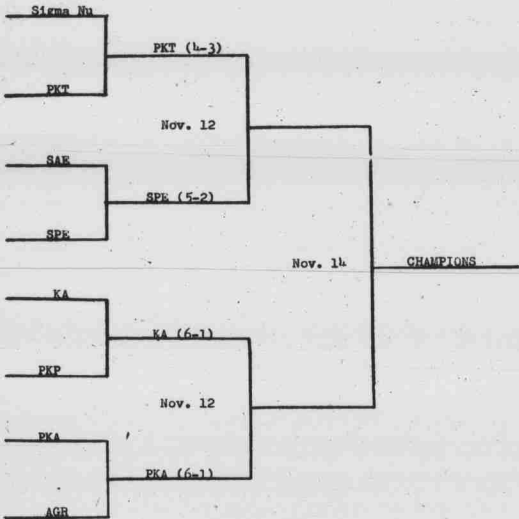 Sigma Nu
PKT (4-3)
PKT
Nov. 12
SAE
SPE (5-2)
SPE
Nov. 14
CHAMPIONS
KA
KA (6-1)
PKP
Nov. 12
PKA
PKA (6-1)
AGR